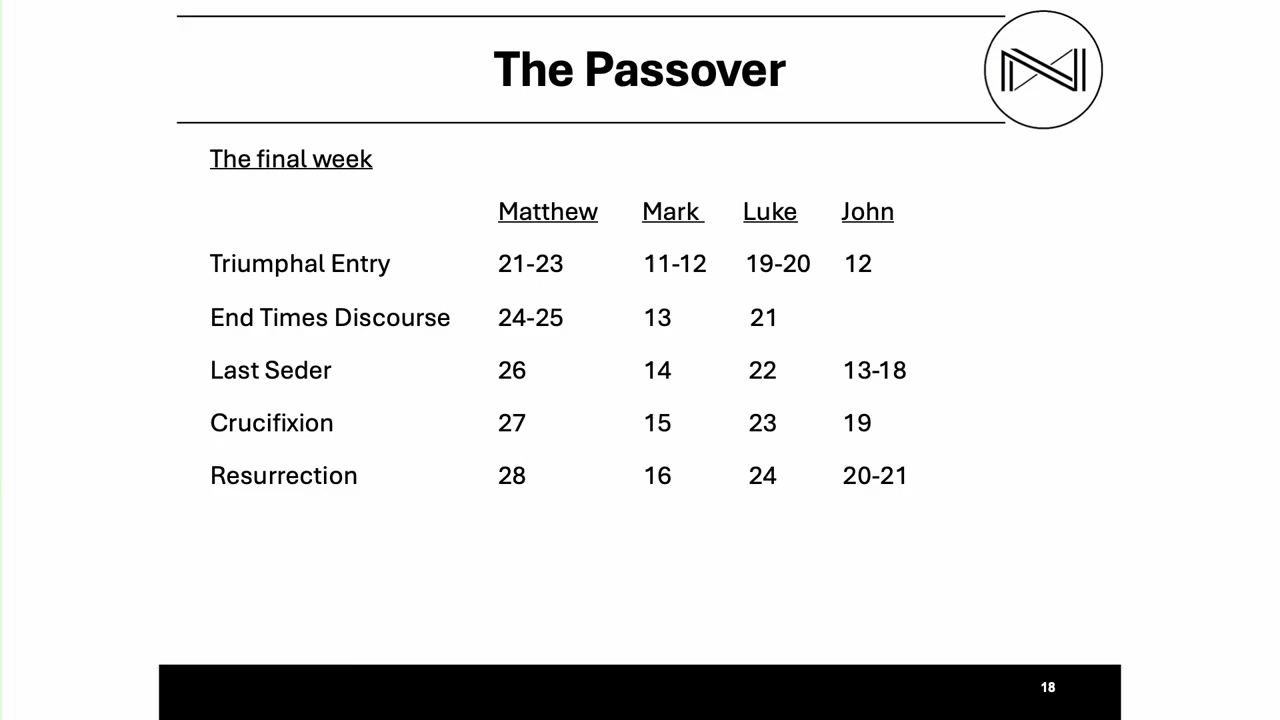 The Passover
The final week
Matthew Mark Luke John
Triumphal Entry 21-23 11-12 19-20 12
End Times Discourse 24-25 13 21
Last Seder 26 14 22 13-18
Crucifixion 27 15 23 19
Resurrection 28 16 24 20-21
18